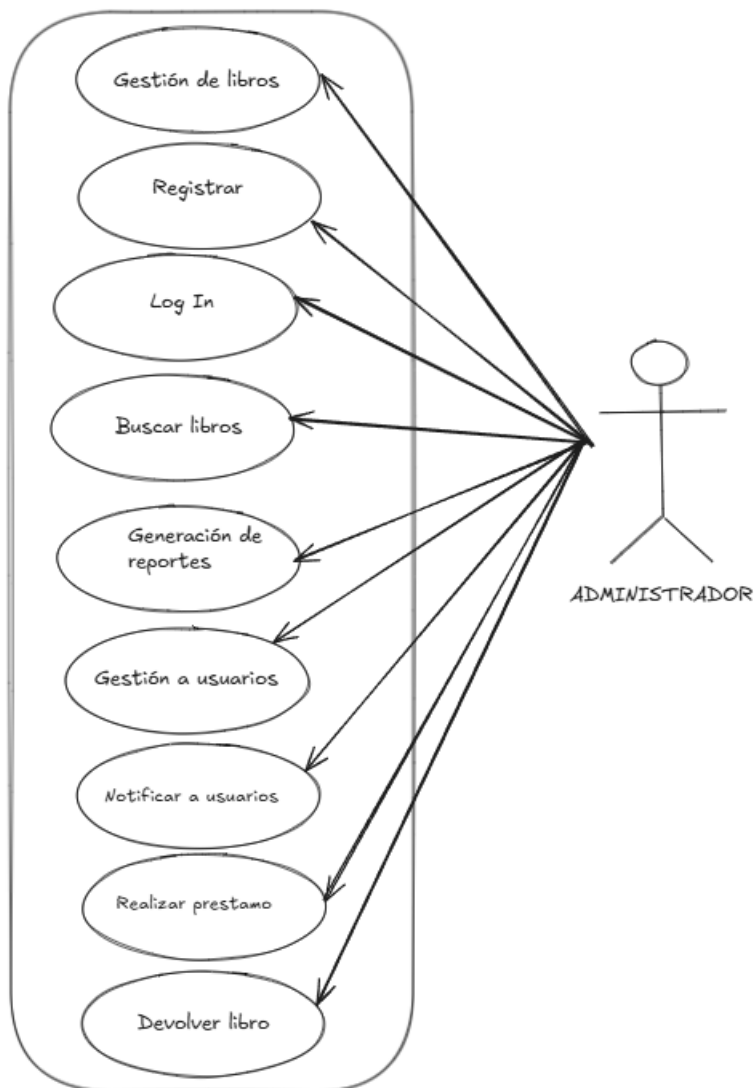 Gestión de libros
Registrar
Log In
Buscar libros
Generación de
reportes
Gestión a usuarios
Notificar a usuarios
Realizar prestamo
Devolver libro
ADMINISTRADOR